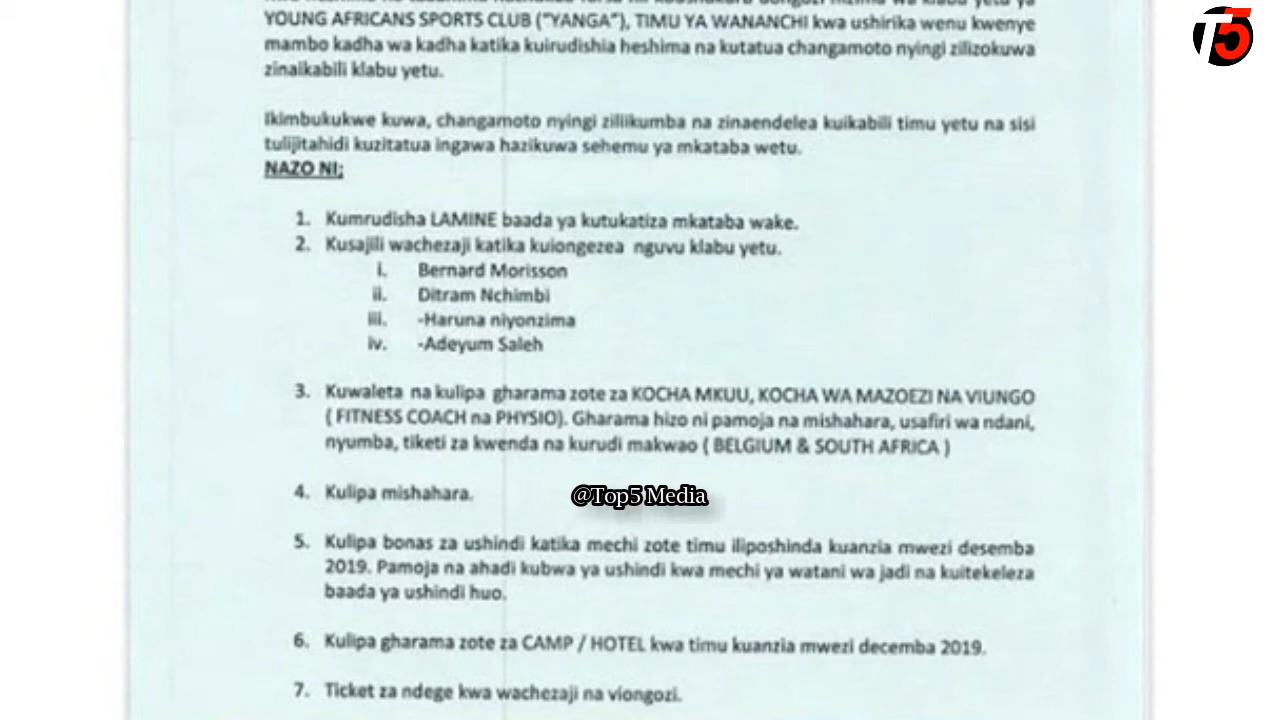 YOUNG AFRICANS SPORTS CLUB ("YANGA"), TIMU YA WANANCHI kwa ushirika wenu kwenye
mambo kadha wa kadha katika kuirudishia heshima na kutatua changamoto nyingi zilizokuwa
zinaikabili klabu yetu.
Ikimbukukwe kuwa, changamoto nyingi ziliikumba na zinaendelea kuikabili timu yetu na sisi
tulijitahidi kuzitatua ingawa hazikuwa sehemu ya mkataba wetu.
NAZO NI;
1. Kumrudisha LAMINE baada ya kutukatiza mkataba wake.
2. Kusajili wachezaji katika kuiongezea nguvu klabu yetu.
i. Bernard Morisson
ii. Ditram Nchimbi
iii. -Haruna niyonzima
iv. -Adeyum Saleh
3. Kuwaleta na kulipa gharama zote za KOCHA MKUU, KOCHA WA MAZOEZI NA VIUNGO
( FITNESS COACH na PHYSIO). Gharama hizo ni pamoja na mishahara, usafiri wa ndani,
nyumba, tiketi za kwenda na kurudi makwao ( BELGIUM & SOUTH AFRICA )
4. Kulipa mishahara.
@Top5 Media
5. Kulipa bonas za ushindi katika mechi zote timu iliposhinda kuanzia mwezi desemba
2019. Pamoja na ahadi kubwa ya ushindi kwa mechi ya watani wa jadi na kuitekeleza
baada ya ushindi huo.
6. Kulipa gharama zote za CAMP / HOTEL kwa timu kuanzia mwezi decemba 2019.
7. Ticket za ndege kwa wachezaji na viongozi.
T5